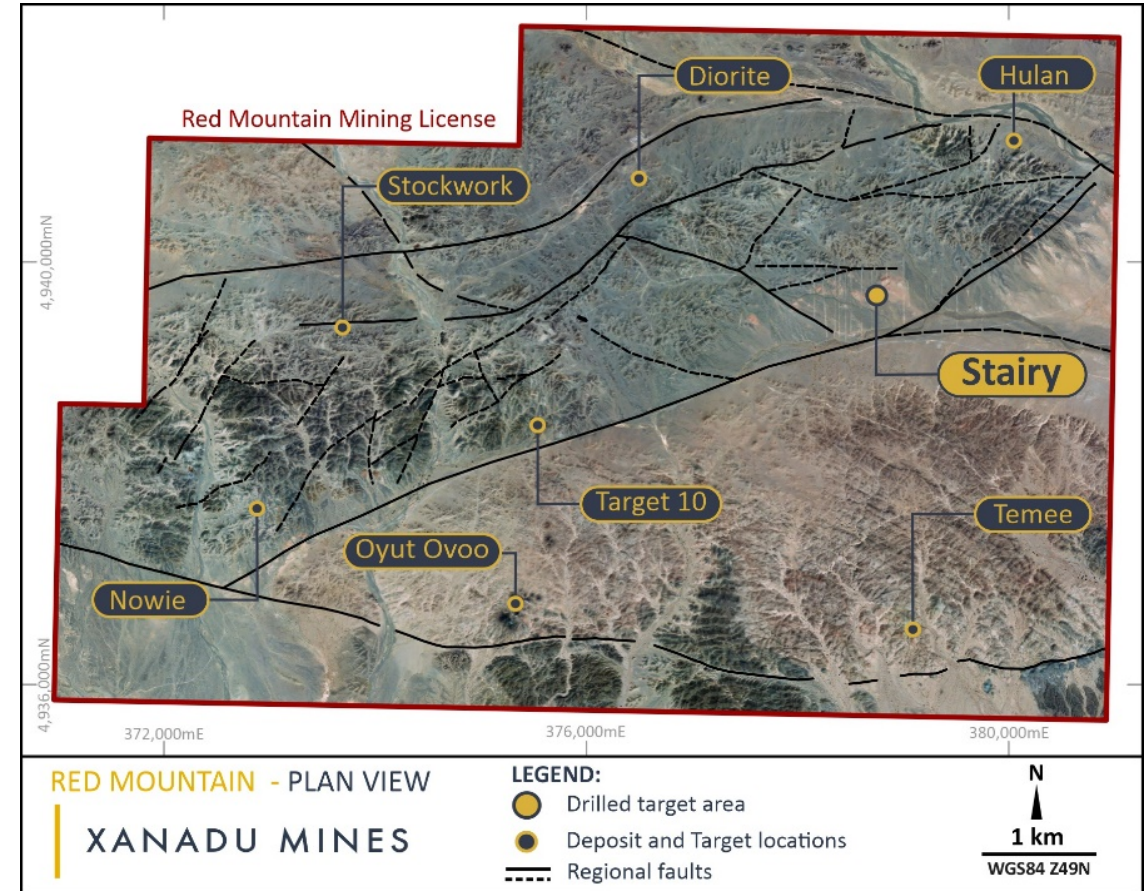 Diorite
Hulan
Red Mountain Mining License
Stockwork
4,940,000mN
Stairy
Target 10
Temee
Oyut Ovoo
Nowie
4,936,000mN
372,000mE
376,000mE
380,000mE
RED MOUNTAIN - PLAN VIEW
XANADU MINES
LEGEND:
Drilled target area
Deposit and Target locations
Regional faults
N
1 km
WGS84 Z49N